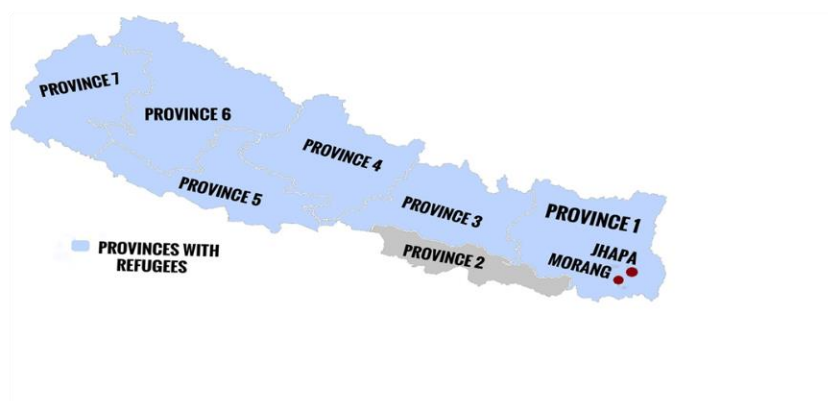 PROVINCE 7
PROVINCE 6
PROVINCE 4
PROVINCE 5
PROVINCE 3
PROVINCE 1
PROVINCE 2
JHAPA
MORANG
PROVINCES WITH
REFUGEES